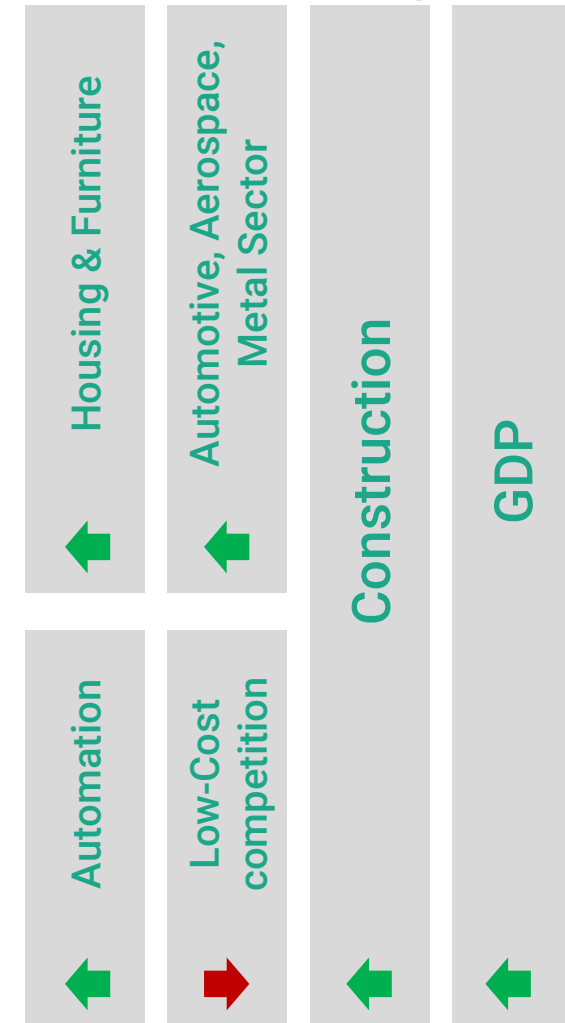 Housing & Furniture
Automotive, Aerospace,
Metal Sector
Construction
GDP
Automation
Low-Cost
competition